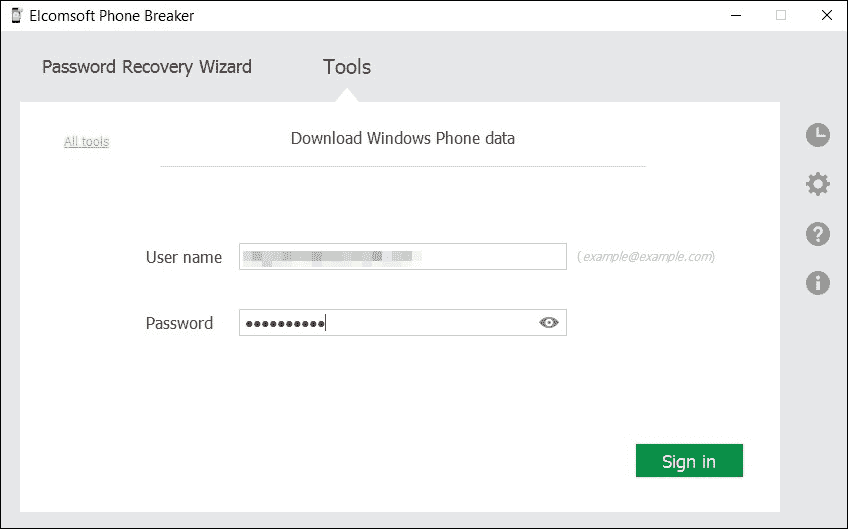 Elcomsoft Phone Breaker
Password Recovery Wizard
Tools
All tools
Download Windows Phone data
User name
(example@example.com)
Password
Sign in